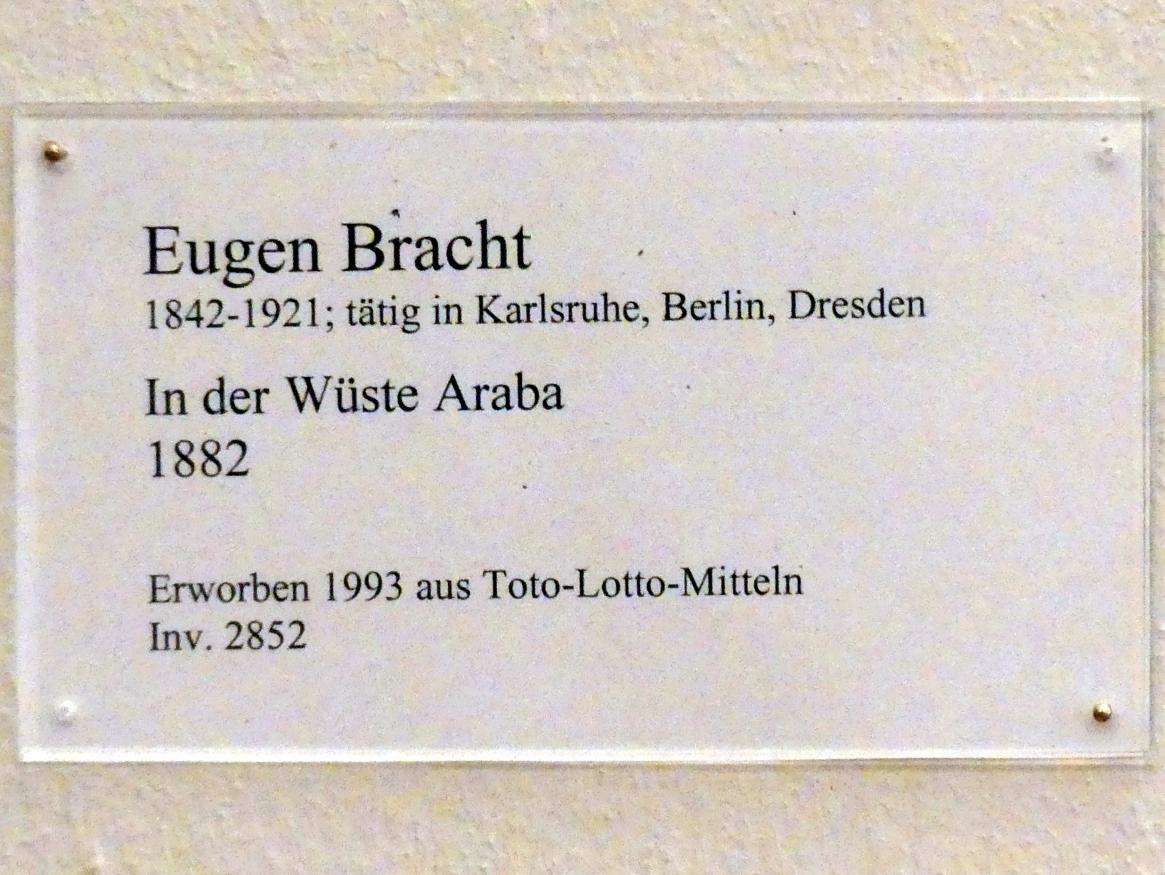 Eugen Bracht
1842-1921; tätig in Karlsruhe, Berlin, Dresden
In der Wüste Araba
1882
Erworben 1993 aus Toto-Lotto-Mitteln
Inv. 2852